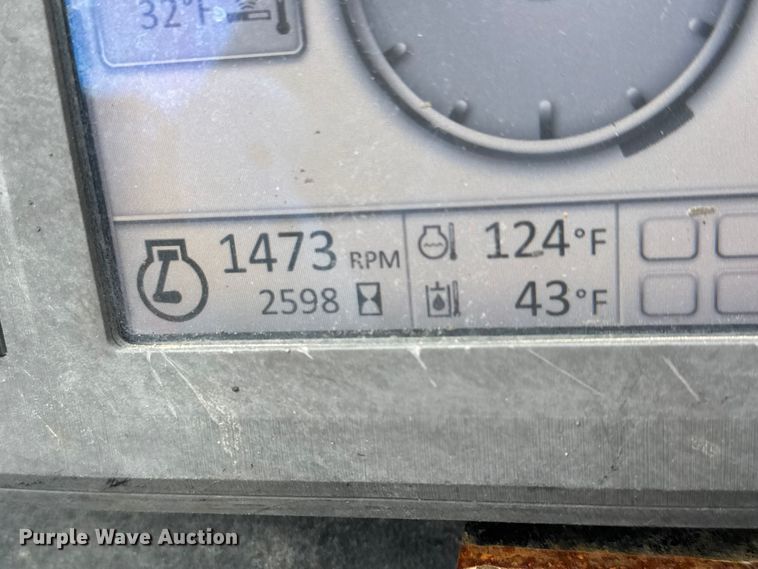 32°F
1473 RPM
2598
124°F
43°F
Purple Wave Auction®